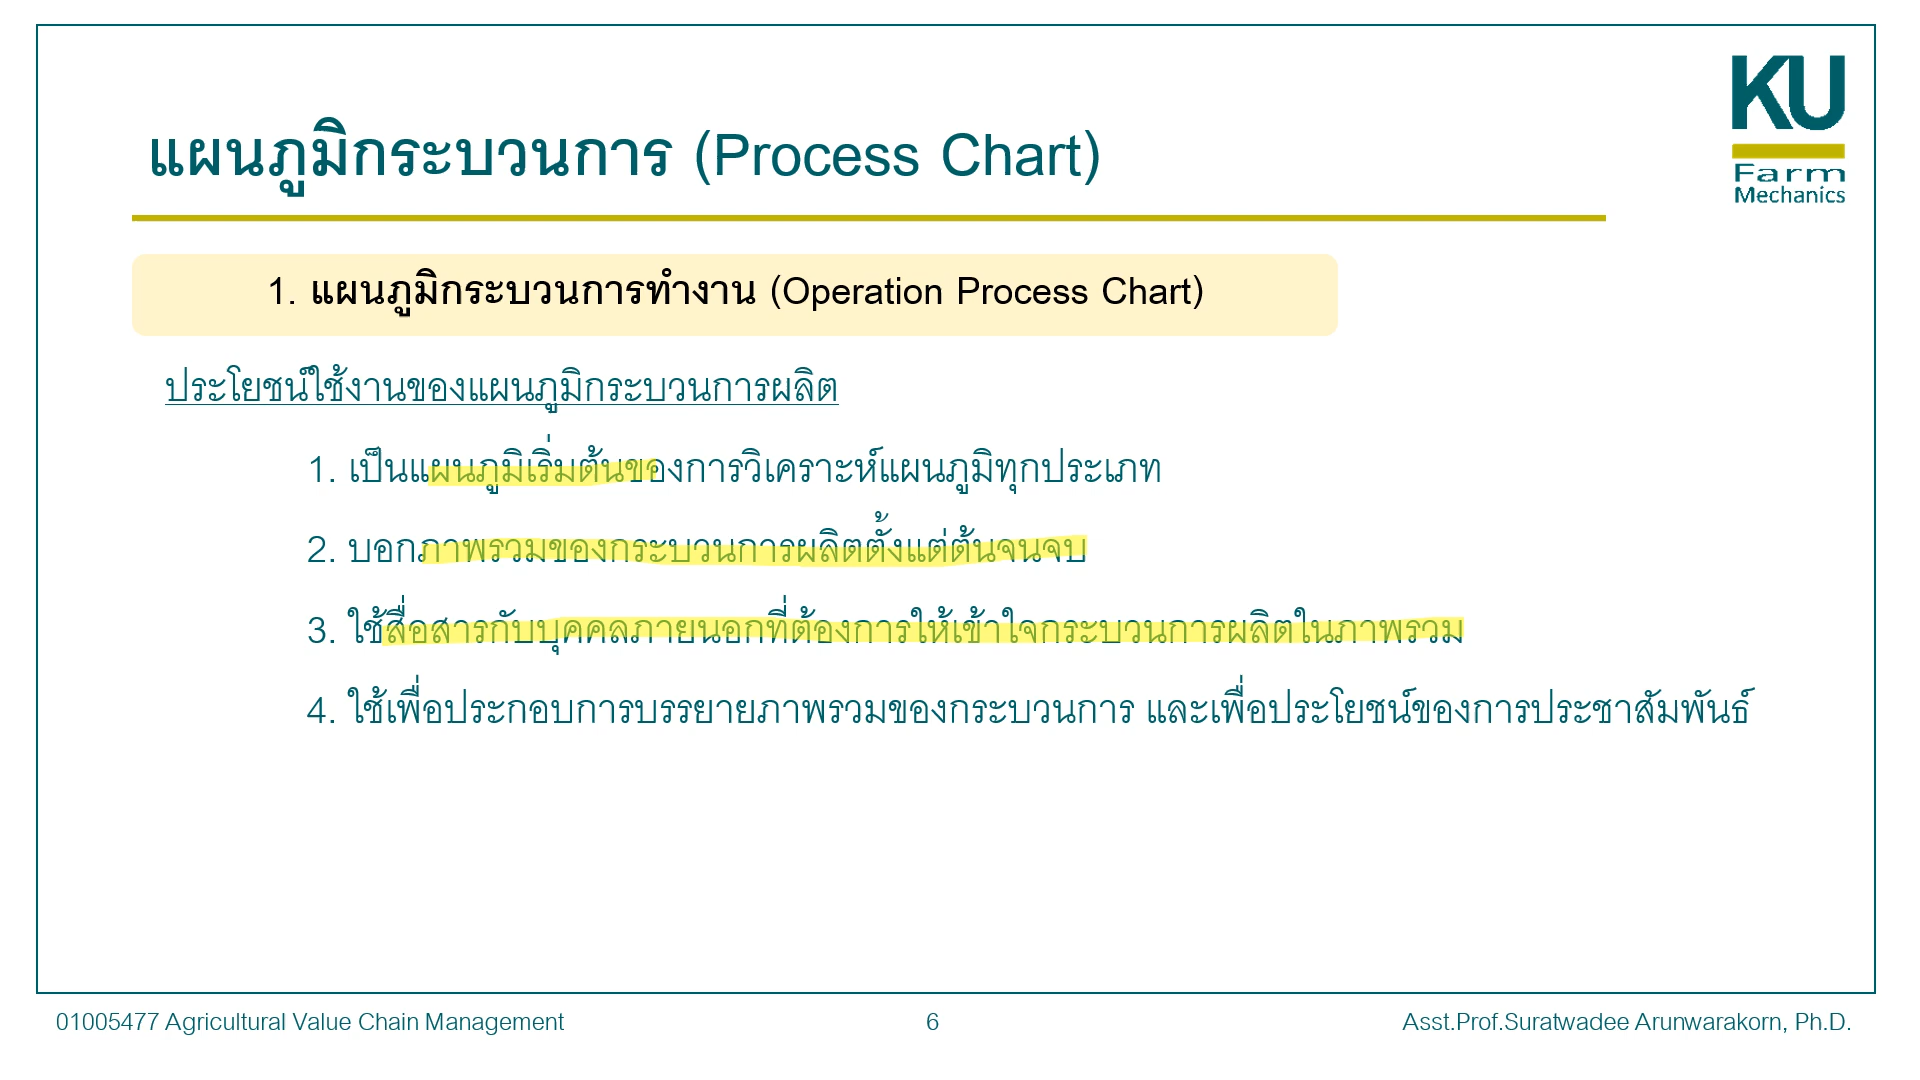 KU
Farm
Mechanics
แผนภูมิกระบวนการ (Process Chart)
1. แผนภูมิกระบวนการทำงาน (Operation Process Chart)
ประโยชน์ใช้งานของแผนภูมิกระบวนการผลิต
1. เป็นแผนภูมิเริ่มต้นของการวิเคราะห์แผนภูมิทุกประเภท
2. บอกภาพรวมของกระบวนการผลิตตั้งแต่ต้นจนจบ
3. ใช้สื่อสารกับบุคคลภายนอกที่ต้องการให้เข้าใจกระบวนการผลิตในภาพรวม
4. ใช้เพื่อประกอบการบรรยายภาพรวมของกระบวนการ และเพื่อประโยชน์ของการประชาสัมพันธ์
01005477 Agricultural Value Chain Management
6
Asst.Prof.Suratwadee Arunwarakorn, Ph.D.